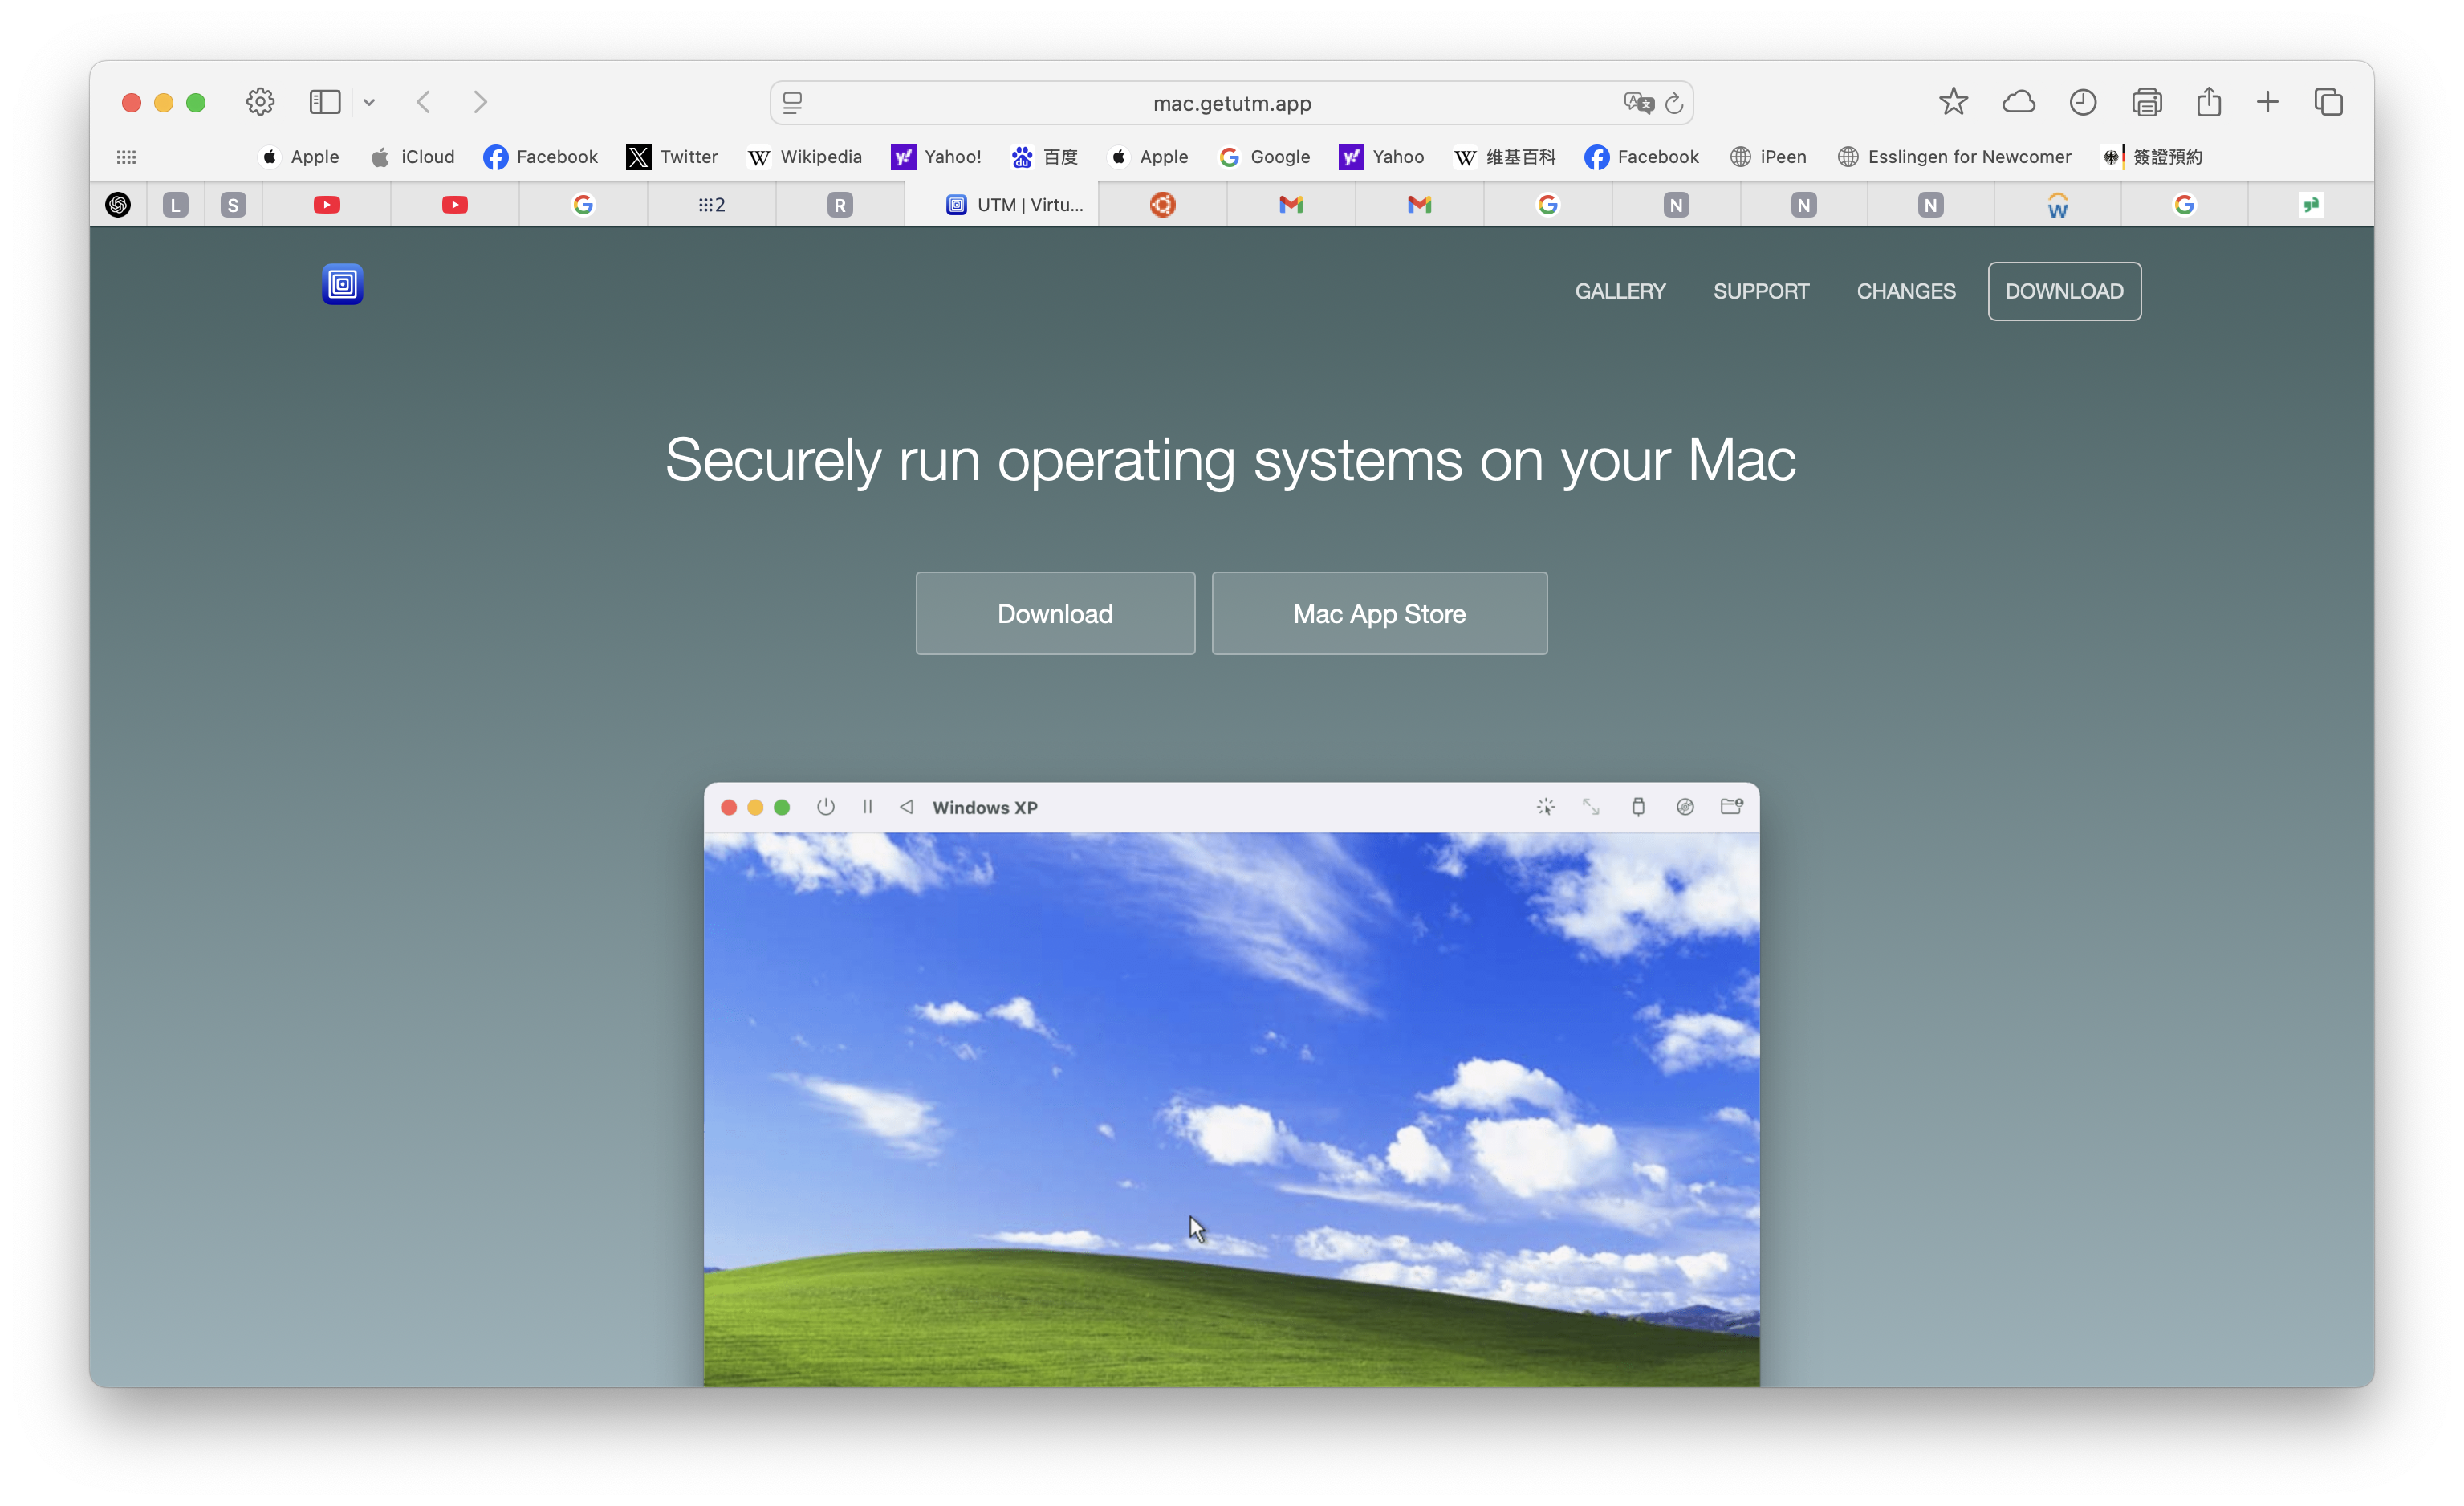 mac.getutm.app
Apple iCloud Facebook Twitter Wikipedia Yahoo! 百度 Apple Google Yahoo 维基百科 Facebook iPeen Esslingen for Newcomer 簽證預約
L S 2 R UTM | Virtu... N N N
GALLERY SUPPORT CHANGES DOWNLOAD
Securely run operating systems on your Mac
Download Mac App Store
Windows XP